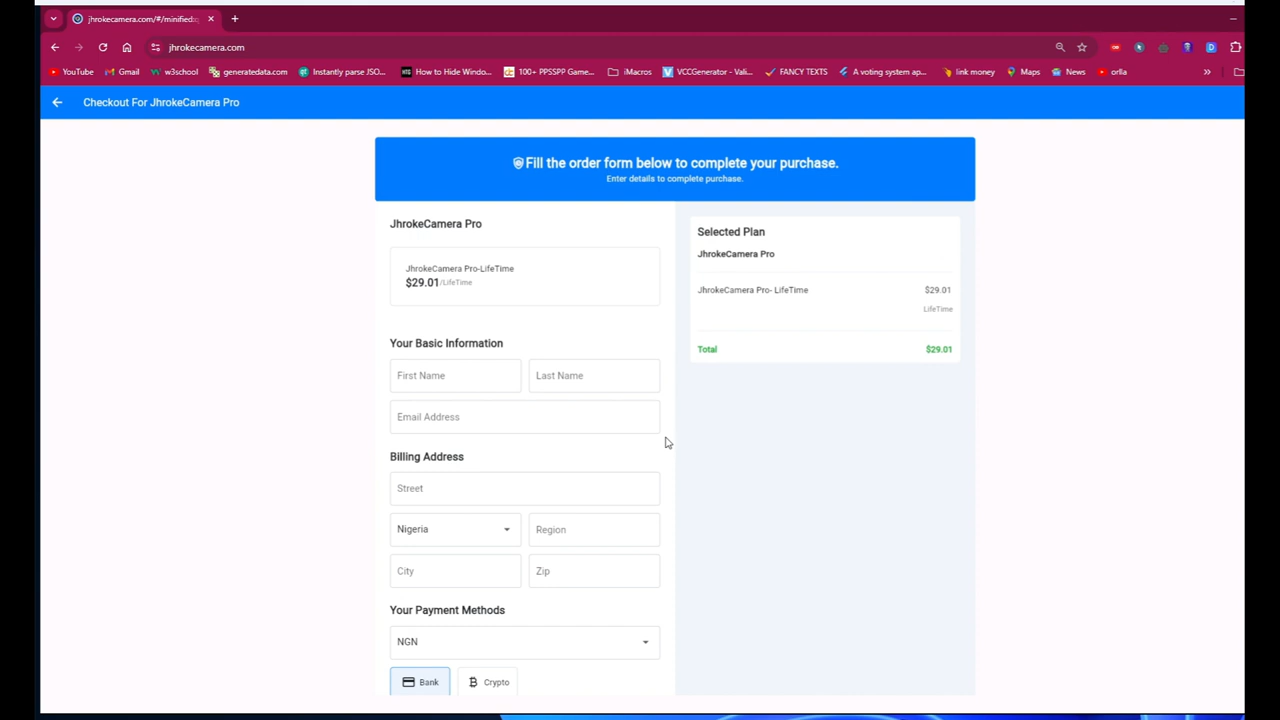 jhrokecamera.com/#/minified:
jhrokecamera.com
YouTube
Gmail
w3school
generatedata.com
Instantly parse JSO...
How to Hide Windo...
100+ PPSSPP Game...
iMacros
VCCGenerator - Vali...
FANCY TEXTS
A voting system ap...
link money
Maps
News
orlla
Checkout For JhrokeCamera Pro
Fill the order form below to complete your purchase.
Enter details to complete purchase.
JhrokeCamera Pro
JhrokeCamera Pro-LifeTime
$29.01/LifeTime
Your Basic Information
First Name
Last Name
Email Address
Billing Address
Street
Nigeria
Region
City
Zip
Your Payment Methods
NGN
Bank
Crypto
Selected Plan
JhrokeCamera Pro
JhrokeCamera Pro- LifeTime
$29.01
LifeTime
Total
$29.01